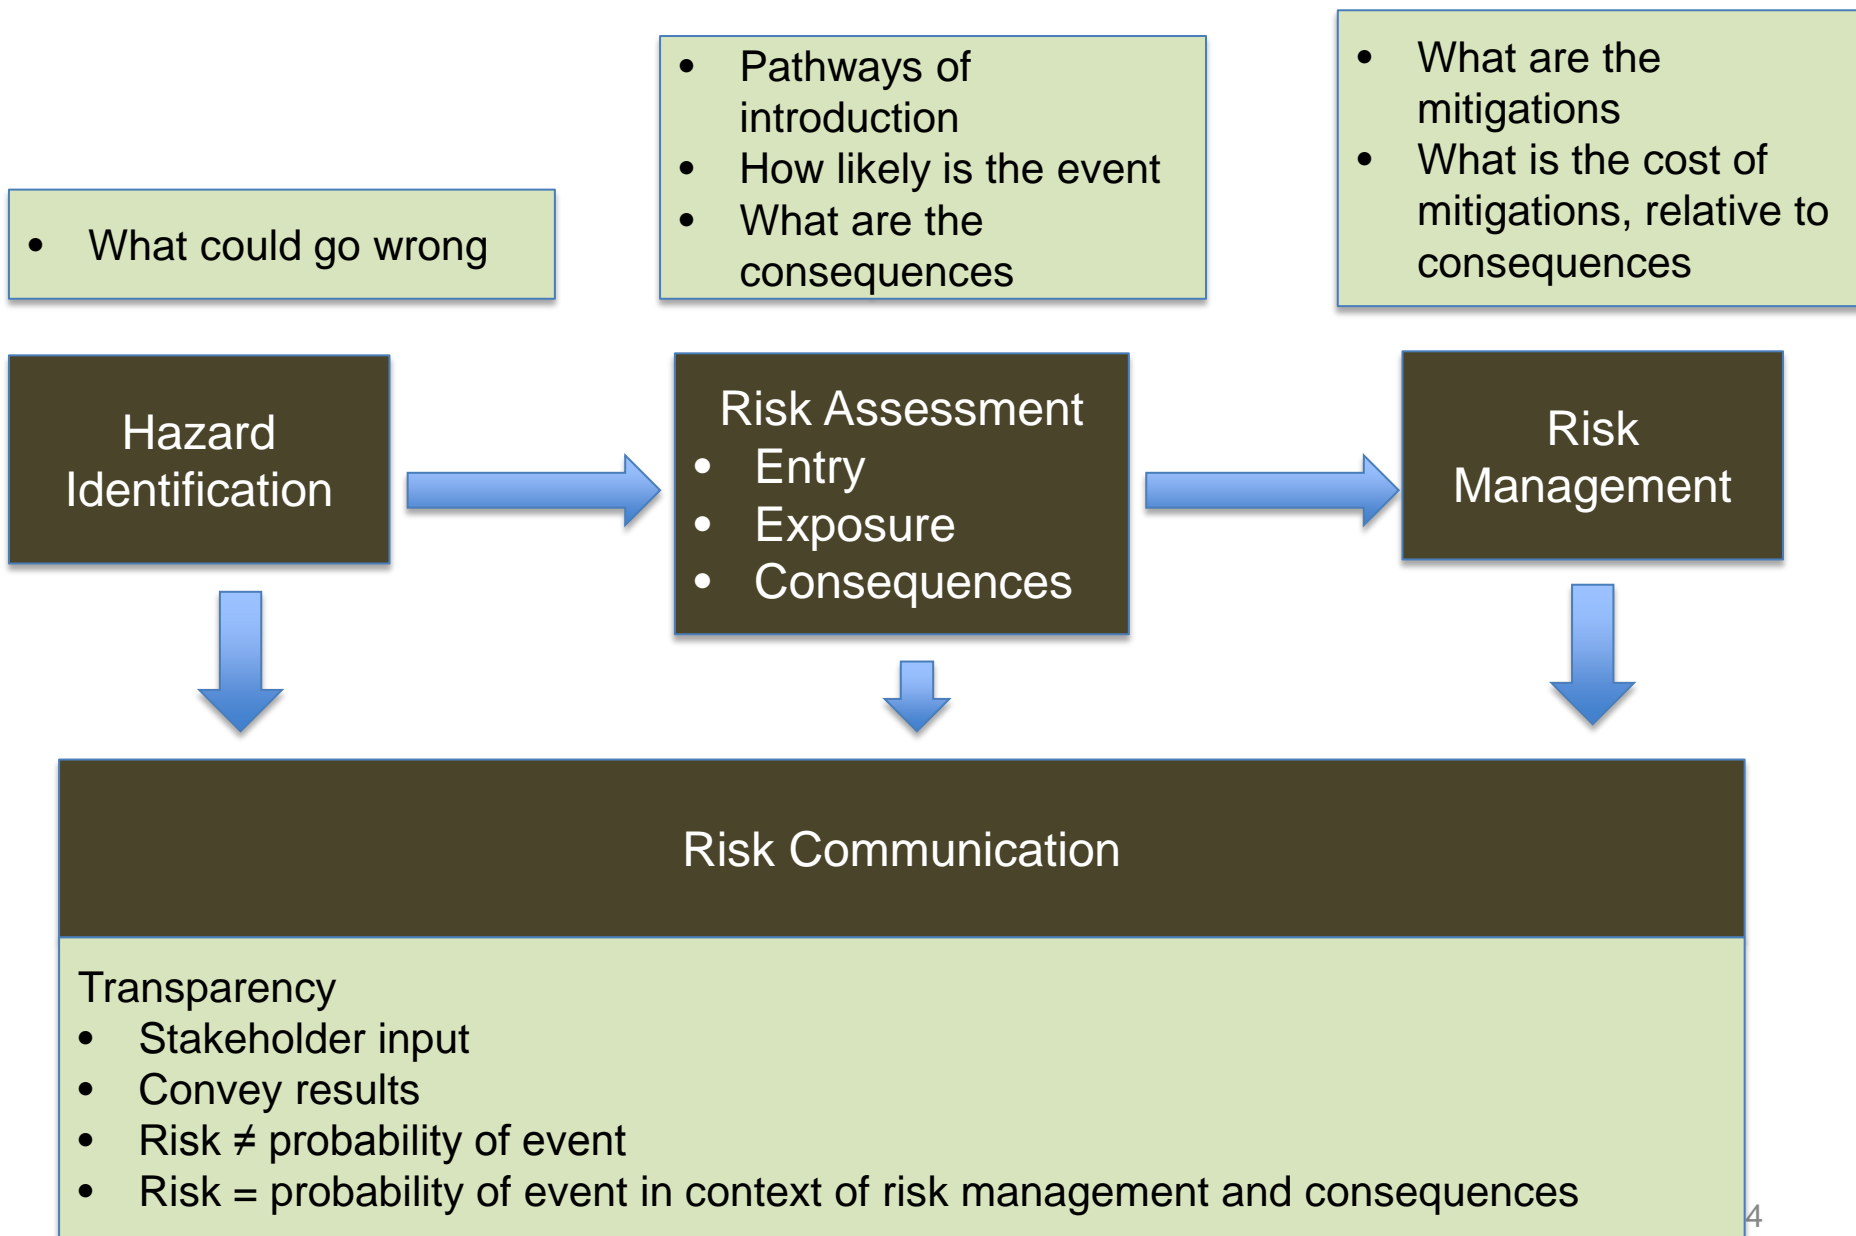 • What could go wrong
• Pathways of
introduction
• How likely is the event
• What are the
consequences
• What are the
mitigations
• What is the cost of
mitigations, relative to
consequences
Hazard
Identification
Risk Assessment
• Entry
• Exposure
• Consequences
Risk
Management
Risk Communication
Transparency
• Stakeholder input
• Convey results
• Risk ≠ probability of event
• Risk = probability of event in context of risk management and consequences
4